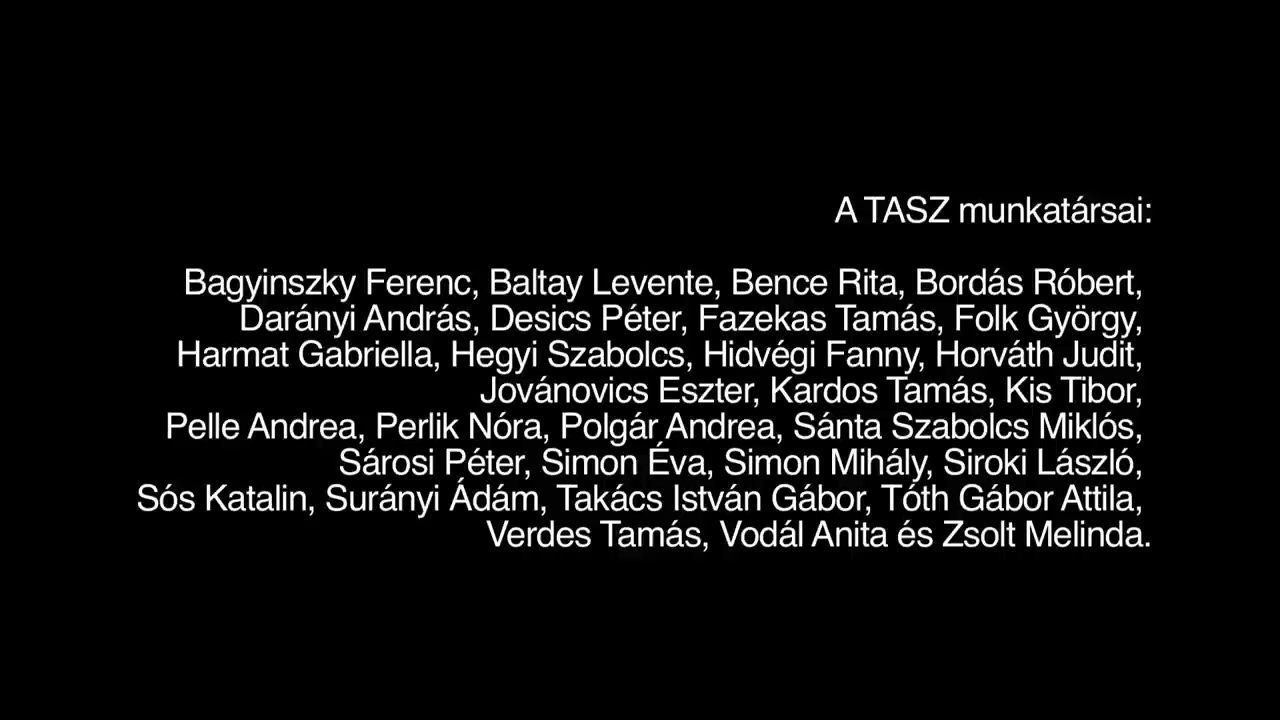 A TASZ munkatársai:
Bagyinszky Ferenc, Baltay Levente, Bence Rita, Bordás Róbert,
Darányi András, Desics Péter, Fazekas Tamás, Folk György,
Harmat Gabriella, Hegyi Szabolcs, Hidvégi Fanny, Horváth Judit,
Jovánovics Eszter, Kardos Tamás, Kis Tibor,
Pelle Andrea, Perlik Nóra, Polgár Andrea, Sánta Szabolcs Miklós,
Sárosi Péter, Simon Éva, Simon Mihály, Siroki László,
Sós Katalin, Surányi Ádám, Takács István Gábor, Tóth Gábor Attila,
Verdes Tamás, Vodál Anita és Zsolt Melinda.